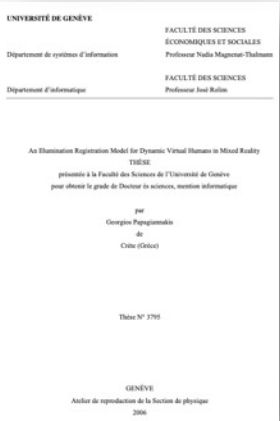 UNIVERSITÉ DE GENÈVE
FACULTÉ DES SCIENCES
ÉCONOMIQUES ET SOCIALES
Département de systèmes d'information Professeur Nadia Magnenat-Thalmann
FACULTÉ DES SCIENCES
Département d'informatique Professeur José Rolim
An Illumination Registration Model for Dynamic Virtual Humans in Mixed Reality
THÈSE
présentée à la Faculté des Sciences de l'Université de Genève
pour obtenir le grade de Docteur ès sciences, mention informatique
par
Georgios Papagiannakis
de
Crète (Grèce)
Thèse N° 3795
GENÈVE
Atelier de reproduction de la Section de physique
2006